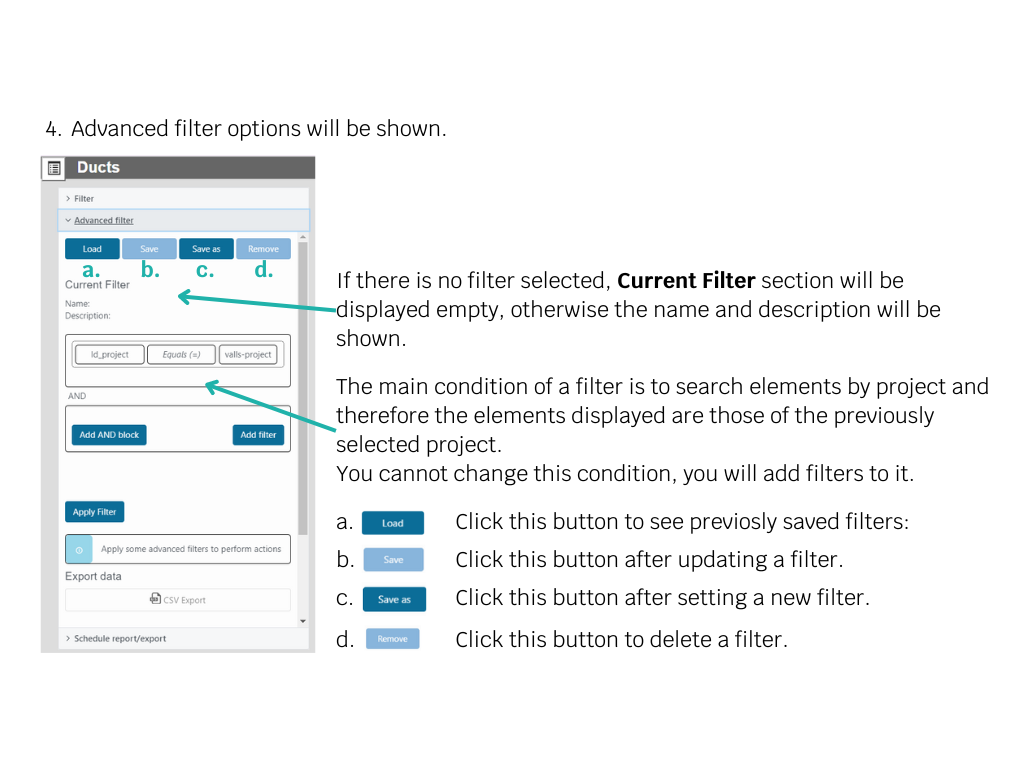 4. Advanced filter options will be shown.
Ducts
Filter
Advanced filter
Load Save Save as Remove
a. b. c. d.
Current Filter
Name:
Description:
Id_project Equals (=) valls-project
AND
Add AND block Add filter
Apply Filter
Apply some advanced filters to perform actions
Export data
CSV Export
Schedule report/export
If there is no filter selected, Current Filter section will be
displayed empty, otherwise the name and description will be
shown.
The main condition of a filter is to search elements by project and
therefore the elements displayed are those of the previously
selected project.
You cannot change this condition, you will add filters to it.
a. Load Click this button to see previosly saved filters:
b. Save Click this button after updating a filter.
c. Save as Click this button after setting a new filter.
d. Remove Click this button to delete a filter.